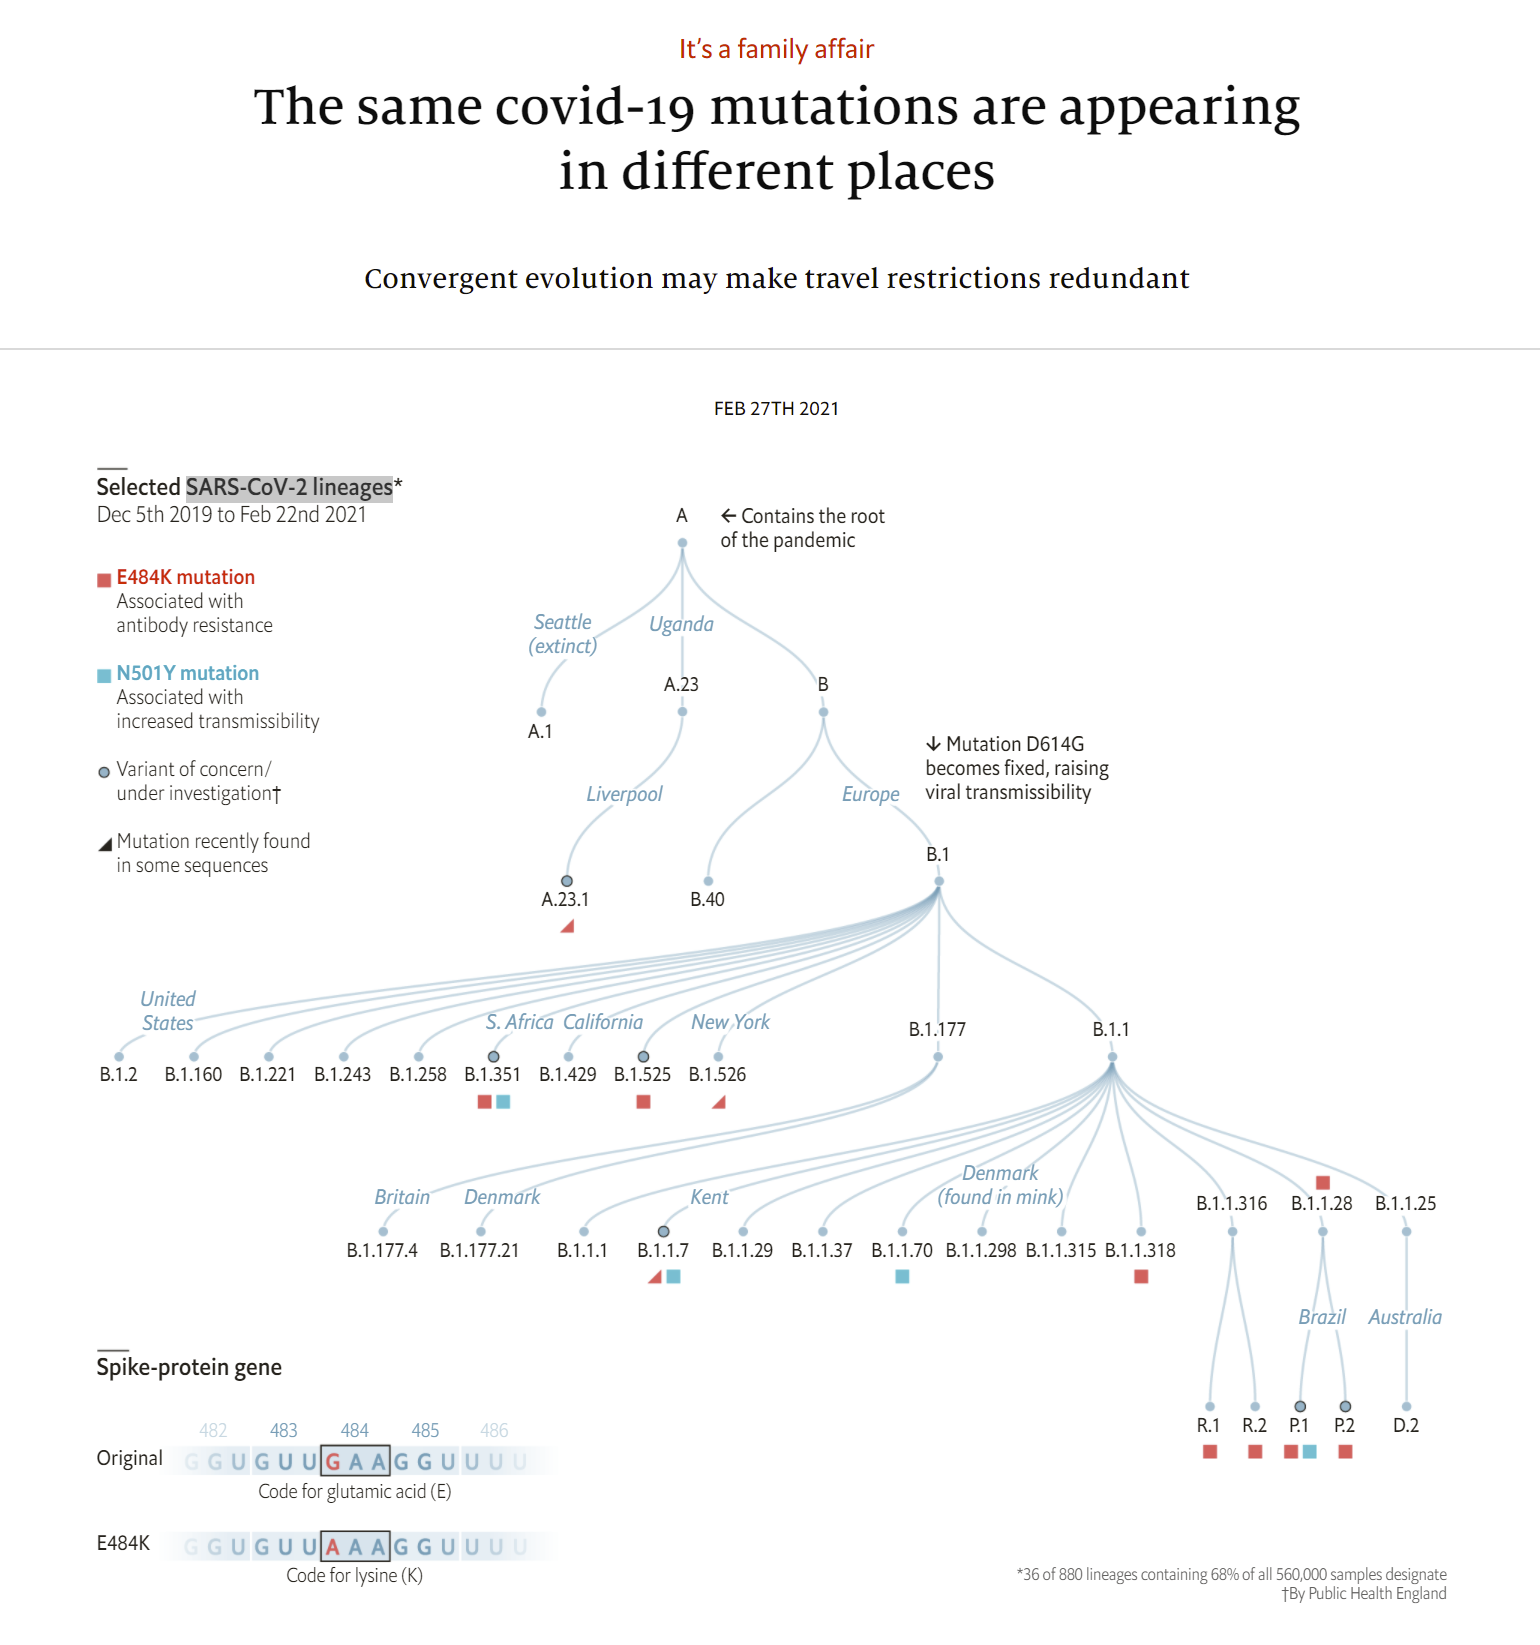 It's a family affair
The same covid-19 mutations are appearing
in different places
Convergent evolution may make travel restrictions redundant
FEB 27TH 2021
Selected SARS-CoV-2 lineages*
Dec 5th 2019 to Feb 22nd 2021
E484K mutation
Associated with
antibody resistance
N501Y mutation
Associated with
increased transmissibility
Variant of concern/
under investigation†
Mutation recently found
in some sequences
A
← Contains the root
of the pandemic
Seattle
(extinct)
Uganda
A.23
B
A.1
↓ Mutation D614G
becomes fixed, raising
viral transmissibility
Liverpool
Europe
B.1
A.23.1
B.40
United
States
S. Africa
California
New York
B.1.177
B.1.1
B.1.2
B.1.160
B.1.221
B.1.243
B.1.258
B.1.351
B.1.429
B.1.525
B.1.526
Britain
Denmark
Kent
Denmark
(found in mink)
B.1.1.316
B.1.1.28
B.1.1.25
B.1.177.4
B.1.177.21
B.1.1.1
B.1.1.7
B.1.1.29
B.1.1.37
B.1.1.70
B.1.1.298
B.1.1.315
B.1.1.318
Brazil
Australia
R.1
R.2
P.1
P.2
D.2
Spike-protein gene
482 483 484 485 486
Original
G G U G U U G A A G G U U U U
Code for glutamic acid (E)
E484K
G G U G U U A A A G G U U U U
Code for lysine (K)
*36 of 880 lineages containing 68% of all 560,000 samples designate
†By Public Health England